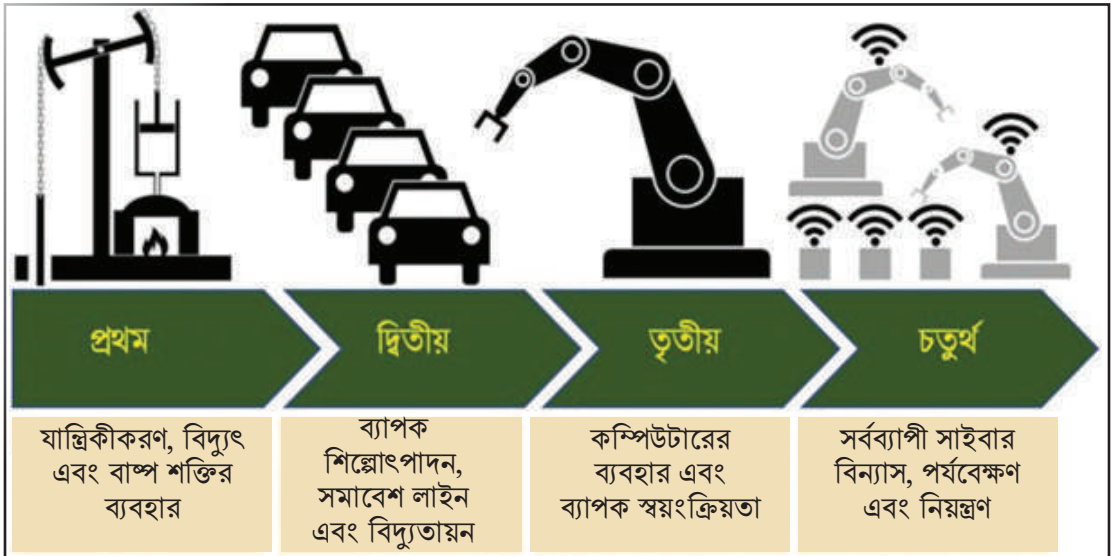 প্রথম
দ্বিতীয়
তৃতীয়
চতুর্থ
যান্ত্রিকীকরণ, বিদ্যুৎ
এবং বাষ্প শক্তির
ব্যবহার
ব্যাপক
শিল্পোৎপাদন,
সমাবেশ লাইন
এবং বিদ্যুতায়ন
কম্পিউটারের
ব্যবহার এবং
ব্যাপক স্বয়ংক্রিয়তা
সর্বব্যাপী সাইবার
বিন্যাস, পর্যবেক্ষণ
এবং নিয়ন্ত্রণ